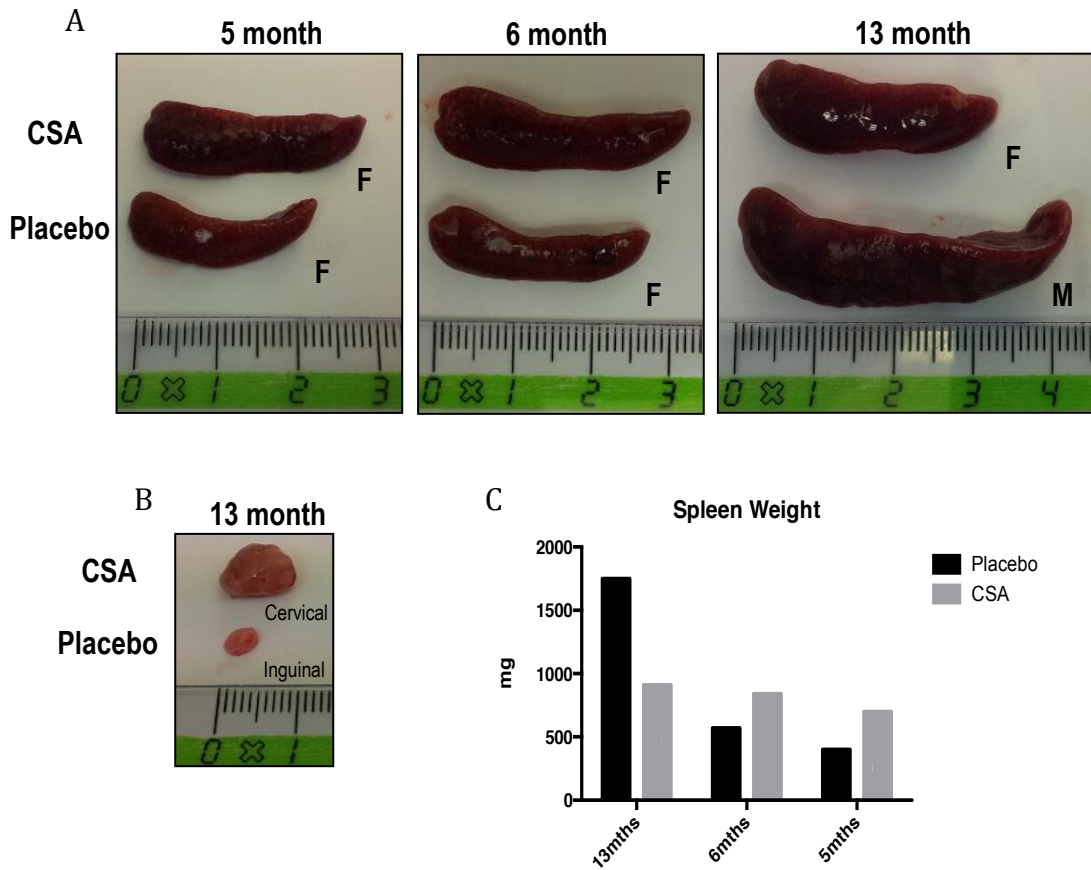 A
5 month
6 month
13 month
CSA
Placebo
F
F
F
F
F
M
0 1 2 3
0 1 2 3
0 1 2 3 4
B
13 month
CSA
Placebo
Cervical
Inguinal
0 1
C
Spleen Weight
2000
1500
1000
500
0
mg
13mths
6mths
5mths
Placebo
CSA